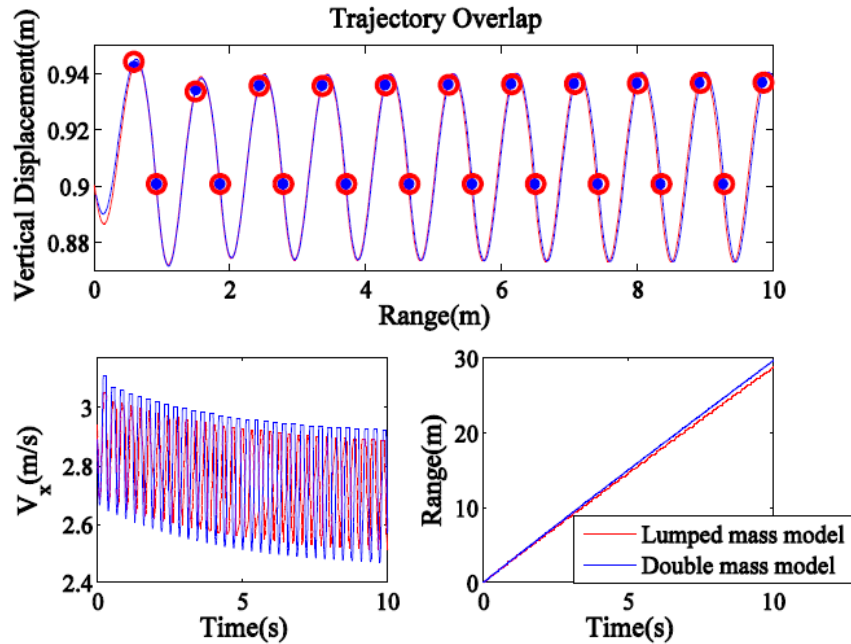 Trajectory Overlap
Vertical Displacement(m)
0.94
0.92
0.9
0.88
0 2 4 6 8 10
Range(m)
V_x(m/s)
3
2.8
2.6
2.4
0 5 10
Time(s)
Range(m)
30
20
10
0
0 5 10
Time(s)
Lumped mass model
Double mass model